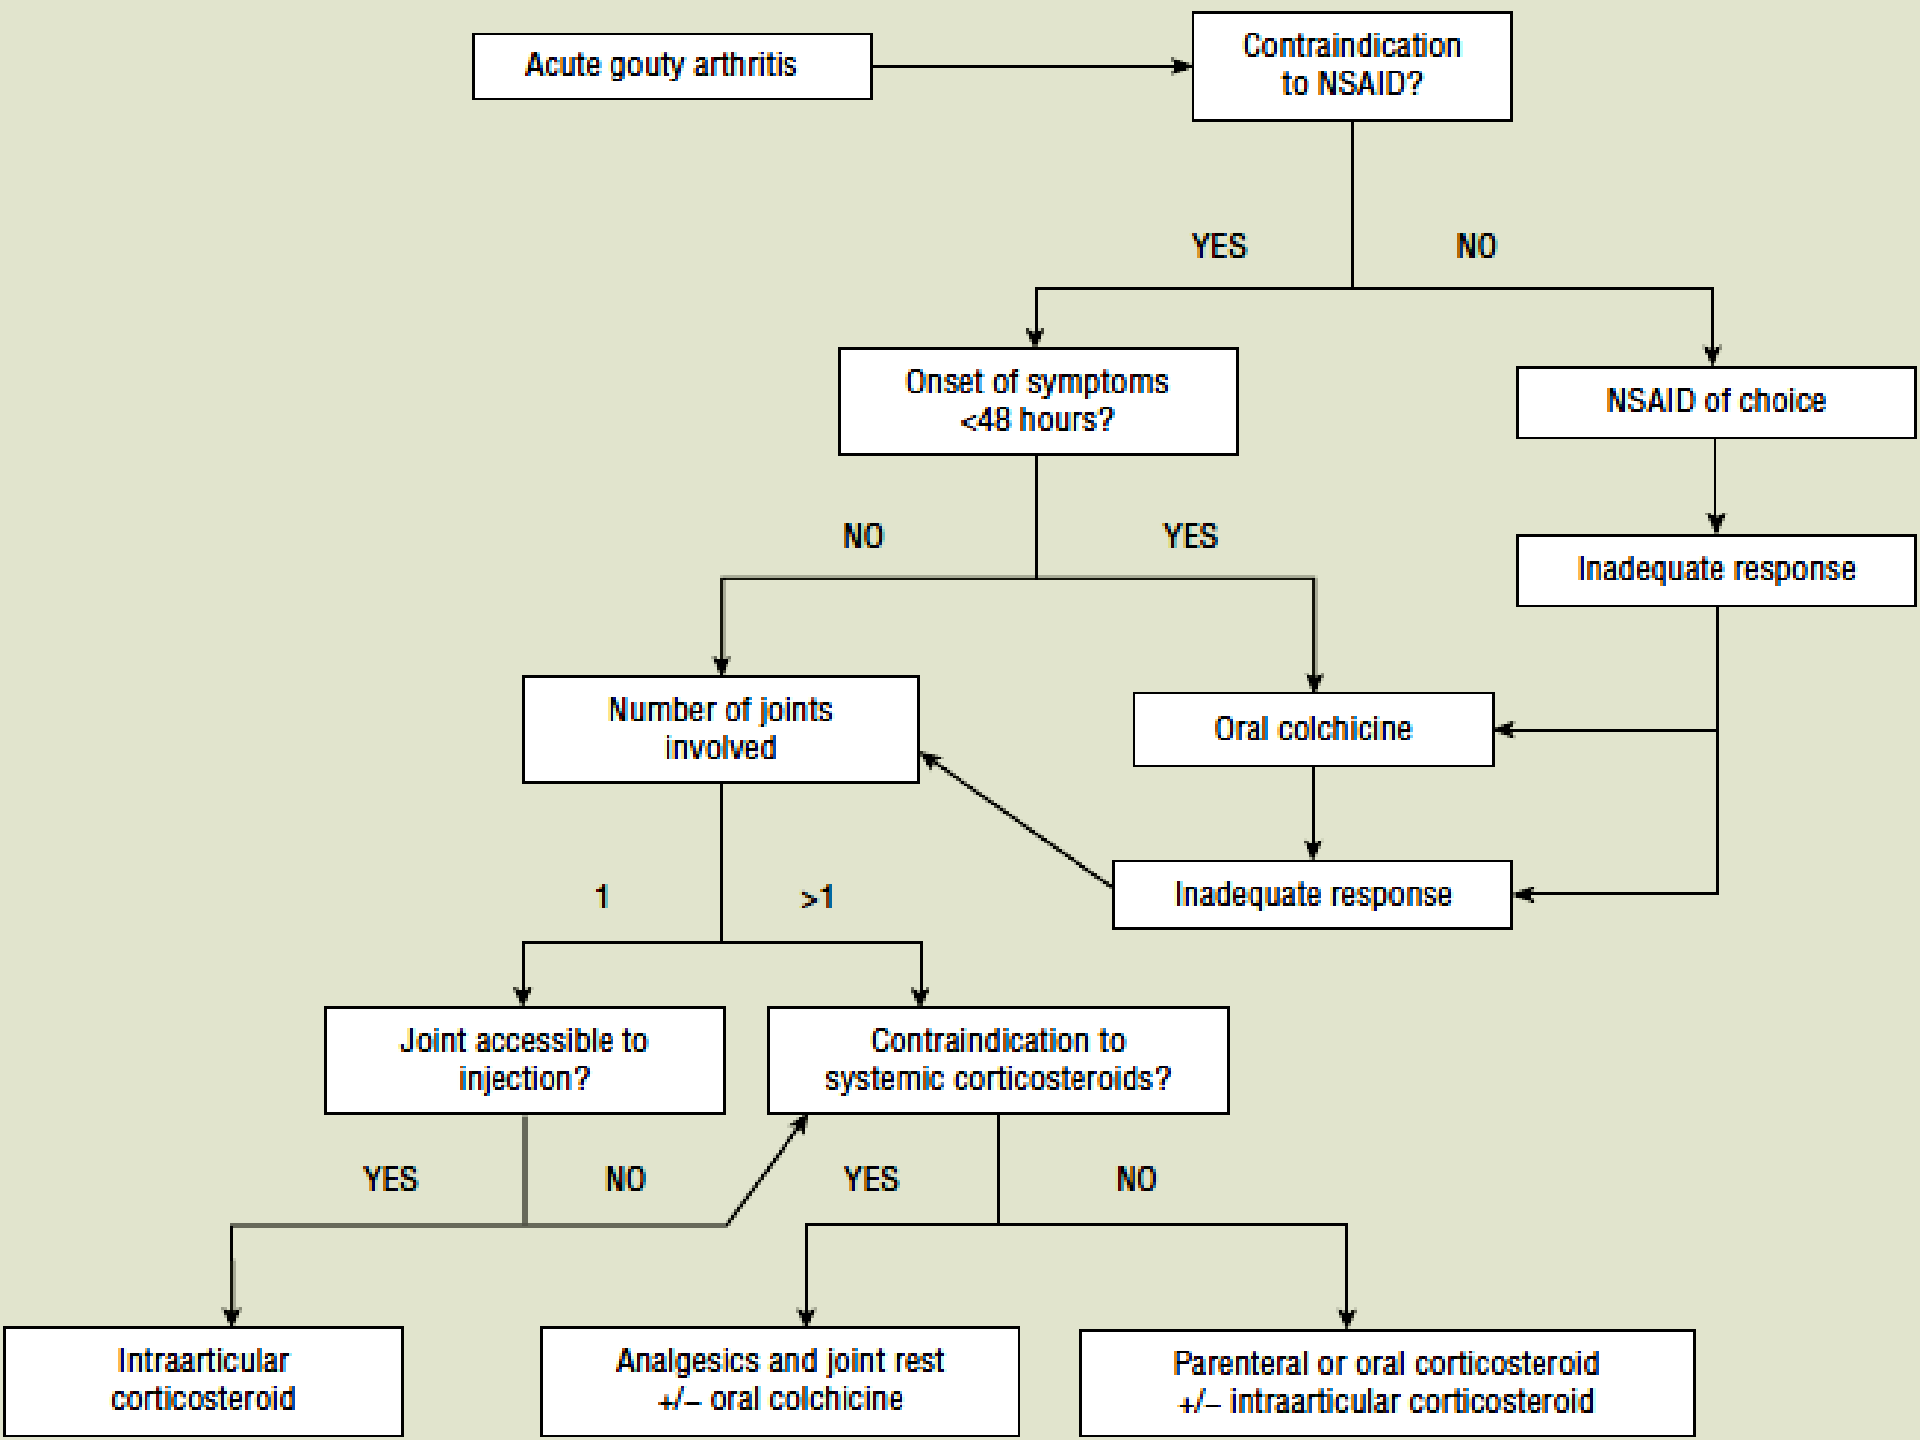 Acute gouty arthritis
Contraindication
to NSAID?
YES
NO
Onset of symptoms
<48 hours?
NSAID of choice
NO
YES
Inadequate response
Number of joints
involved
Oral colchicine
1
>1
Inadequate response
Joint accessible to
injection?
Contraindication to
systemic corticosteroids?
YES
NO
YES
NO
Intraarticular
corticosteroid
Analgesics and joint rest
+/– oral colchicine
Parenteral or oral corticosteroid
+/– intraarticular corticosteroid